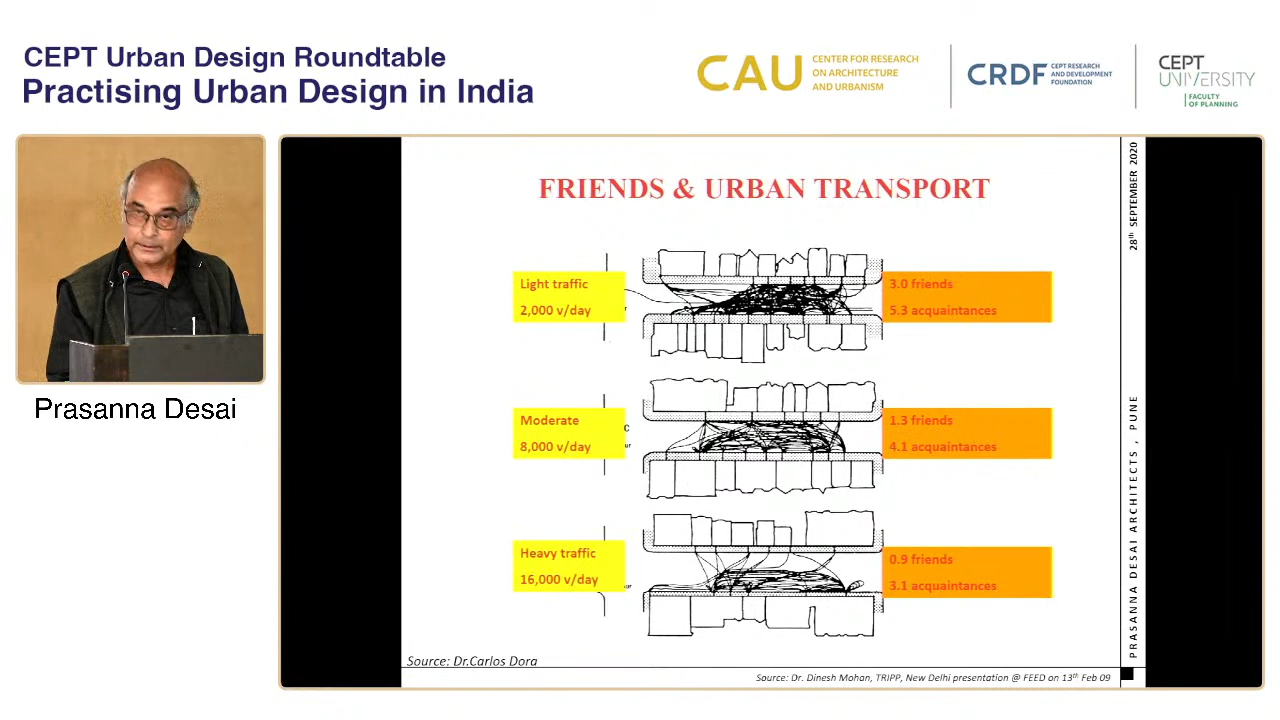 CEPT Urban Design Roundtable
Practising Urban Design in India
CAU
CENTER FOR RESEARCH
ON ARCHITECTURE
AND URBANISM
CRDF
CEPT RESEARCH
AND DEVELOPMENT
FOUNDATION
CEPT
UNIVERSITY
FACULTY
OF PLANNING
Prasanna Desai
FRIENDS & URBAN TRANSPORT
Light traffic
2,000 v/day
3.0 friends
5.3 acquaintances
Moderate
8,000 v/day
1.3 friends
4.1 acquaintances
Heavy traffic
16,000 v/day
0.9 friends
3.1 acquaintances
Source: Dr.Carlos Dora
Source: Dr. Dinesh Mohan, TRIPP, New Delhi presentation @ FEED on 13th Feb 09
28th SEPTEMBER 2020
PRASANNA DESAI ARCHITECTS , PUNE